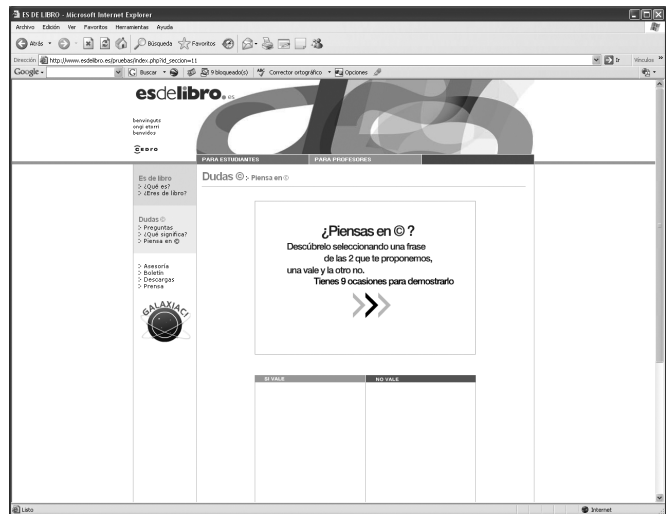 ES DE LIBRO - Microsoft Internet Explorer
Archivo Edición Ver Favoritos Herramientas Ayuda
Atrás Búsqueda Favoritos
Dirección http://www.esdelibro.es/pruebas/index.php?id_seccion=11 Ir Vínculos
Google Buscar 9 bloqueado(s) Corrector ortográfico Opciones
esdelibro.es
benvinguts
ongi etorri
benvidos
cedro
PARA ESTUDIANTES PARA PROFESORES
Es de libro
> ¿Qué es?
> ¿Eres de libro?
Dudas ©
> Preguntas
> ¿Qué significa?
> Piensa en ©
> Asesoría
> Boletín
> Descargas
> Prensa
GALAXIACI
Dudas © > Piensa en ©
¿Piensas en © ?
Descúbrelo seleccionando una frase
de las 2 que te proponemos,
una vale y la otro no.
Tienes 9 ocasiones para demostrarlo
SI VALE NO VALE
Listo Internet